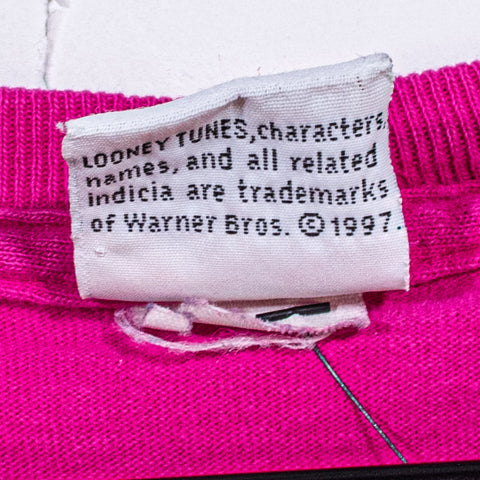 LOONEY TUNES, characters,
names, and all related
indicia are trademarks
of Warner Bros. © 1997.